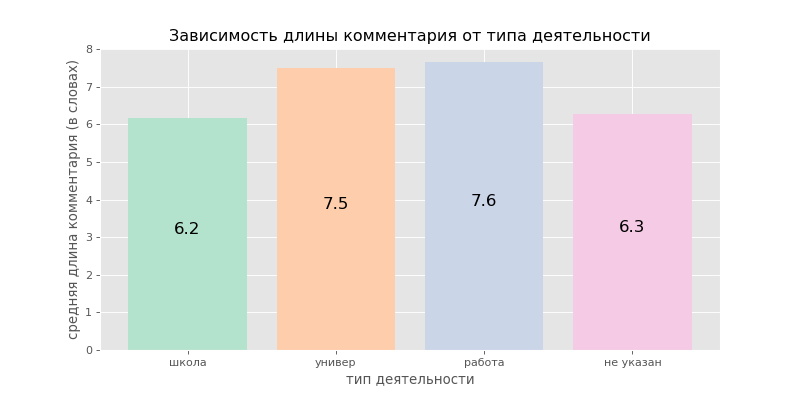 Зависимость длины комментария от типа деятельности
средняя длина комментария (в словах)
8
7
6
5
4
3
2
1
0
6.2
7.5
7.6
6.3
школа
универ
работа
не указан
тип деятельности